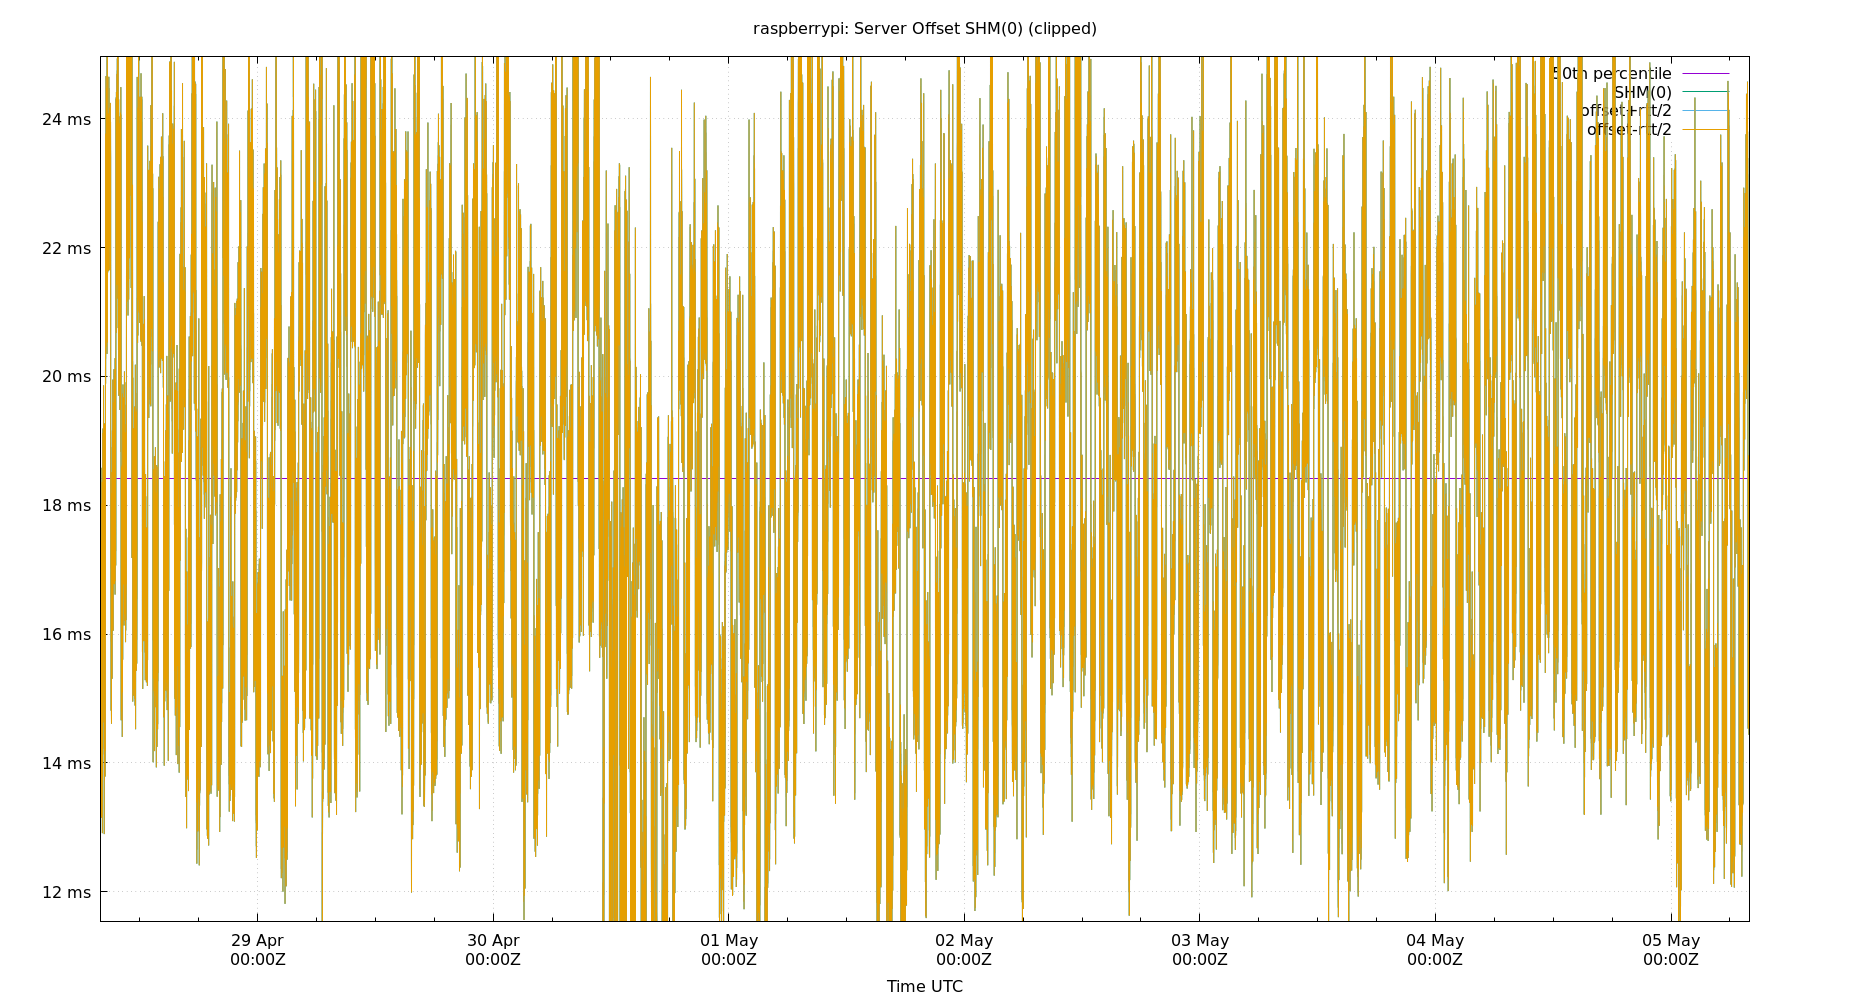 raspberrypi: Server Offset SHM(0) (clipped)
50th percentile
SHM(0)
offset+rtt/2
offset-rtt/2
24 ms
22 ms
20 ms
18 ms
16 ms
14 ms
12 ms
29 Apr 30 Apr 01 May 02 May 03 May 04 May 05 May
00:00Z 00:00Z 00:00Z 00:00Z 00:00Z 00:00Z 00:00Z
Time UTC